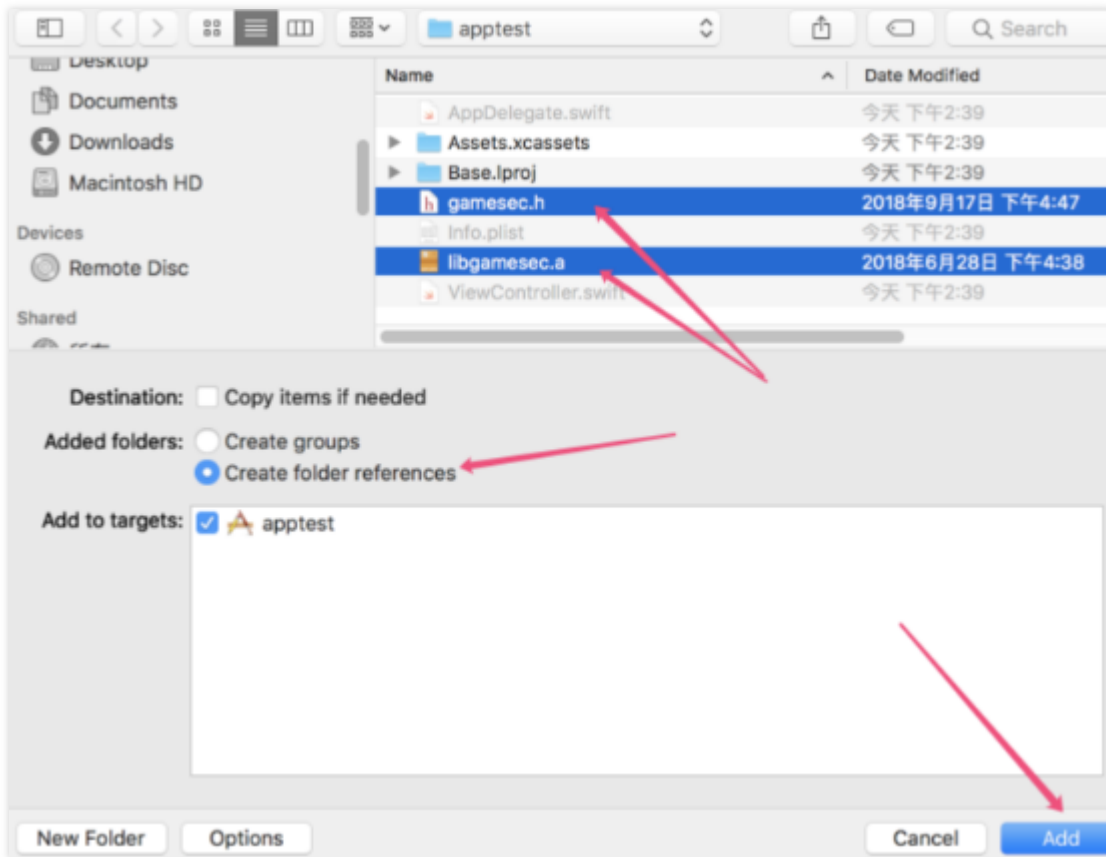 apptest
Search
Desktop
Name
Date Modified
Documents
AppDelegate.swift
今天 下午2:39
Downloads
Assets.xcassets
今天 下午2:39
Macintosh HD
Base.lproj
今天 下午2:39
gamesec.h
2018年9月17日 下午4:47
Devices
Info.plist
今天 下午2:39
Remote Disc
libgamesec.a
2018年6月28日 下午4:38
ViewController.swift
今天 下午2:39
Shared
Destination: Copy items if needed
Added folders: Create groups
Create folder references
Add to targets: apptest
New Folder
Options
Cancel
Add